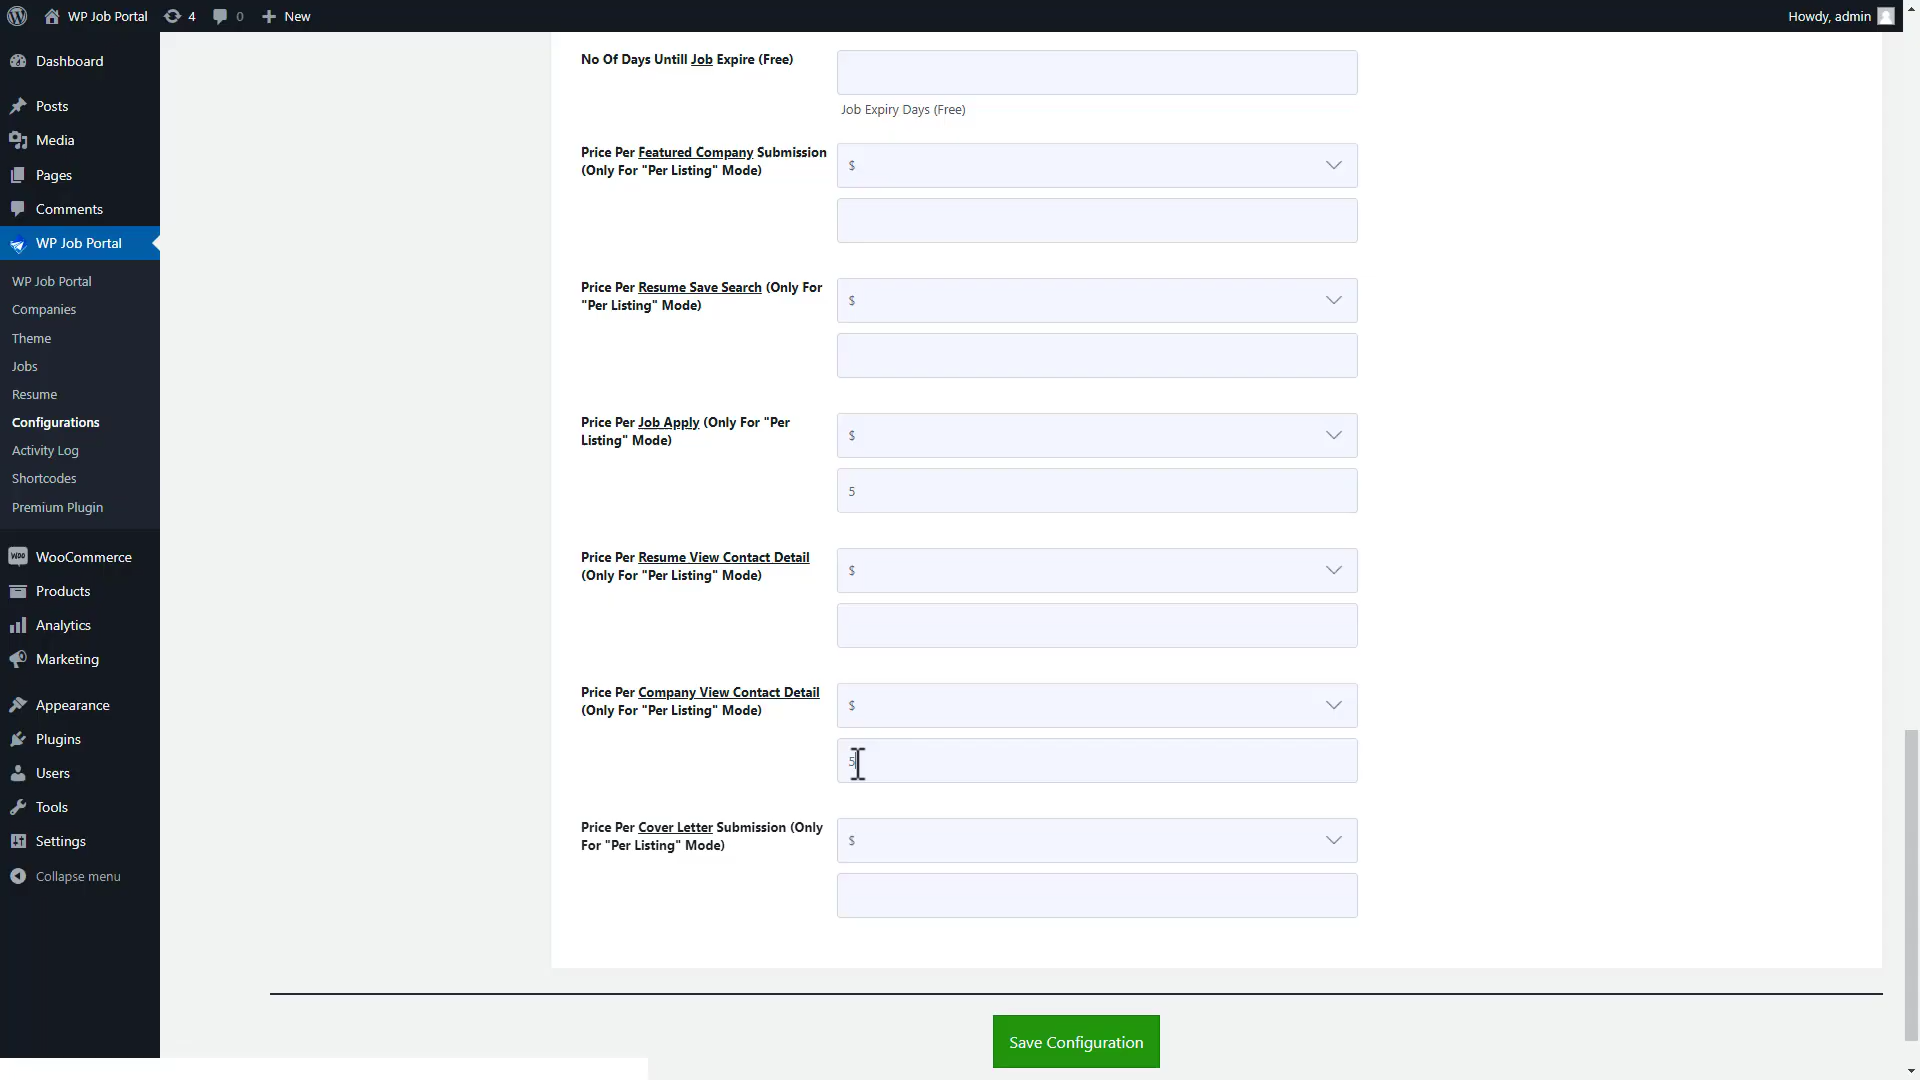 WP Job Portal
4
0
New
Howdy, admin
Dashboard
Posts
Media
Pages
Comments
WP Job Portal
WP Job Portal
Companies
Theme
Jobs
Resume
Configurations
Activity Log
Shortcodes
Premium Plugin
WooCommerce
Products
Analytics
Marketing
Appearance
Plugins
Users
Tools
Settings
Collapse menu
No Of Days Untill Job Expire (Free)
Job Expiry Days (Free)
Price Per Featured Company Submission
(Only For "Per Listing" Mode)
$
Price Per Resume Save Search (Only For
"Per Listing" Mode)
$
Price Per Job Apply (Only For "Per
Listing" Mode)
$
5
Price Per Resume View Contact Detail
(Only For "Per Listing" Mode)
$
Price Per Company View Contact Detail
(Only For "Per Listing" Mode)
$
5
Price Per Cover Letter Submission (Only
For "Per Listing" Mode)
$
Save Configuration